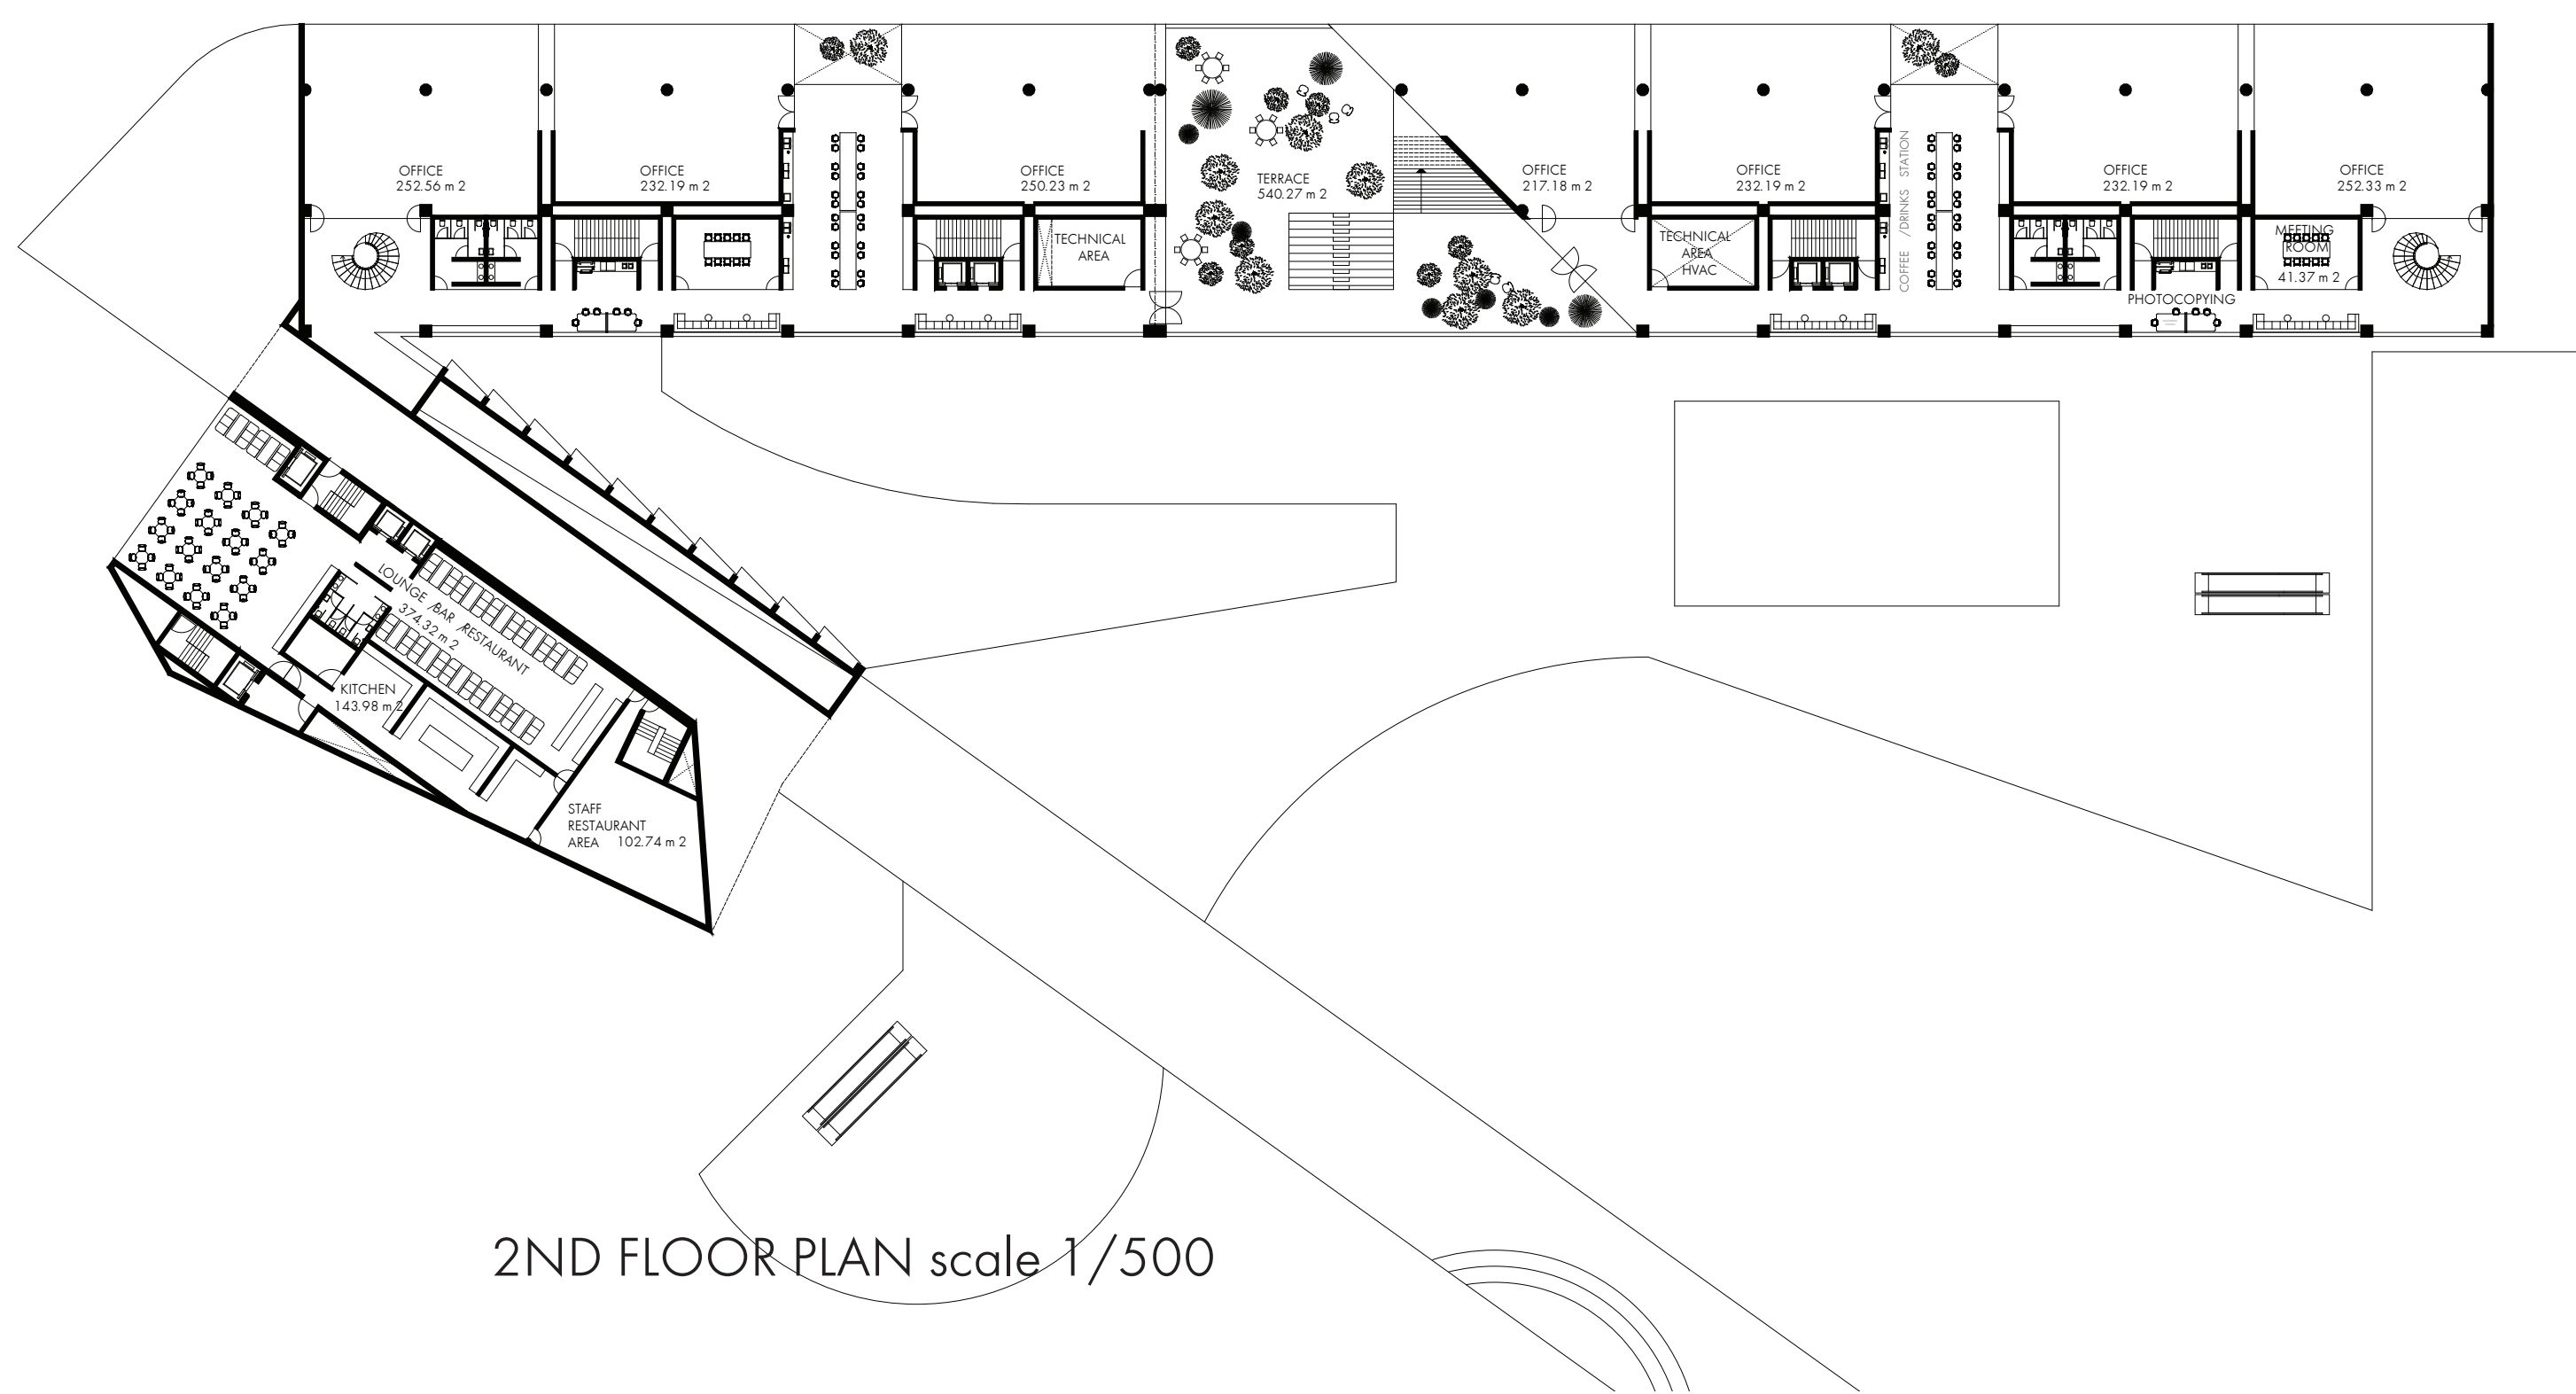 OFFICE
252.56 m 2
OFFICE
232.19 m 2
OFFICE
250.23 m 2
TERRACE
540.27 m 2
OFFICE
217.18 m 2
OFFICE
232.19 m 2
COFFEE /DRINKS STATION
OFFICE
232.19 m 2
OFFICE
252.33 m 2
TECHNICAL
AREA
TECHNICAL
AREA
HVAC
MEETING
ROOM
41.37 m 2
PHOTOCOPYING
LOUNGE /BAR /RESTAURANT
374.32 m 2
KITCHEN
143.98 m 2
STAFF
RESTAURANT
AREA 102.74 m 2
2ND FLOOR PLAN scale 1/500